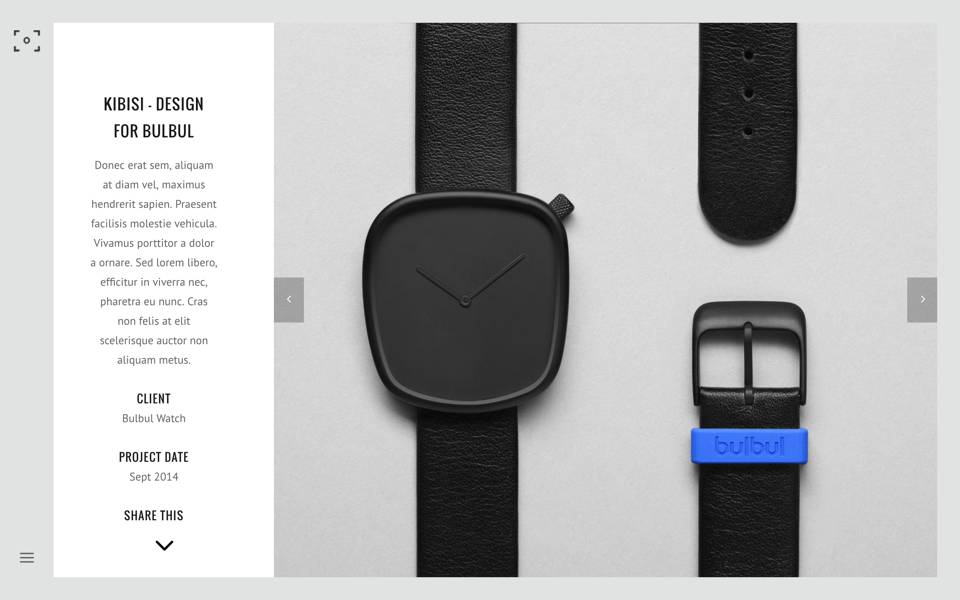 KIBISI - DESIGN
FOR BULBUL
Donec erat sem, aliquam
at diam vel, maximus
hendrerit sapien. Praesent
facilisis molestie vehicula.
Vivamus porttitor a dolor
a ornare. Sed lorem libero,
efficitur in viverra nec,
pharetra eu nunc. Cras
non felis at elit
scelerisque auctor non
aliquam metus.
CLIENT
Bulbul Watch
PROJECT DATE
Sept 2014
SHARE THIS
bulbul